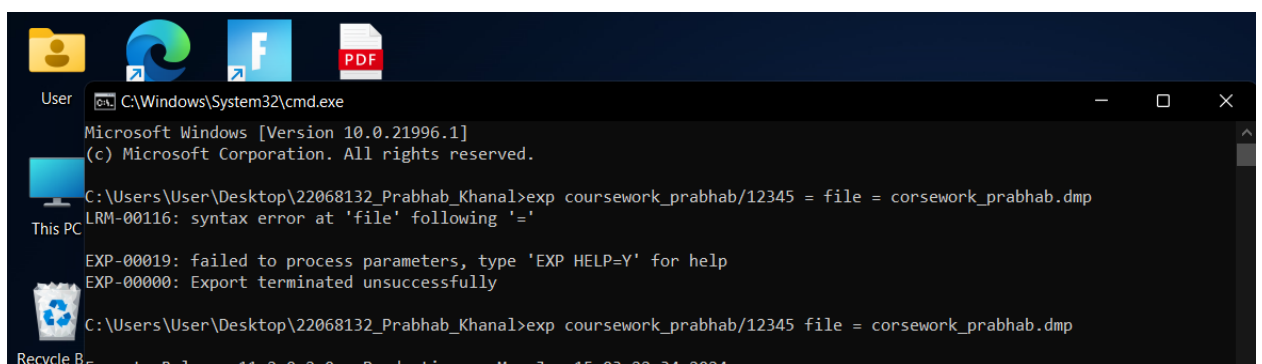 PDF
User
C:\Windows\System32\cmd.exe
Microsoft Windows [Version 10.0.21996.1]
(c) Microsoft Corporation. All rights reserved.
C:\Users\User\Desktop\22068132_Prabhab_Khanal>exp coursework_prabhab/12345 = file = corsework_prabhab.dmp
LRM-00116: syntax error at 'file' following '='
This PC
EXP-00019: failed to process parameters, type 'EXP HELP=Y' for help
EXP-00000: Export terminated unsuccessfully
C:\Users\User\Desktop\22068132_Prabhab_Khanal>exp coursework_prabhab/12345 file = corsework_prabhab.dmp
Recycle B